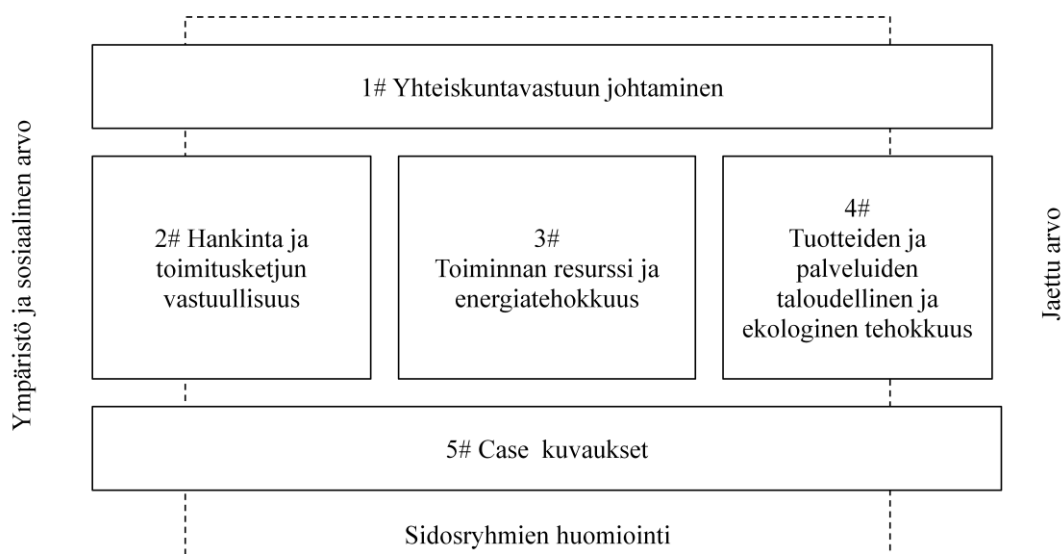 1# Yhteiskuntavastuun johtaminen
Ympäristö ja sosiaalinen arvo
2# Hankinta ja
toimitusketjun
vastuullisuus
3#
Toiminnan resurssi ja
energiatehokkuus
4#
Tuotteiden ja
palveluiden
taloudellinen ja
ekologinen tehokkuus
Jaettu arvo
5# Case  kuvaukset
Sidosryhmien huomiointi